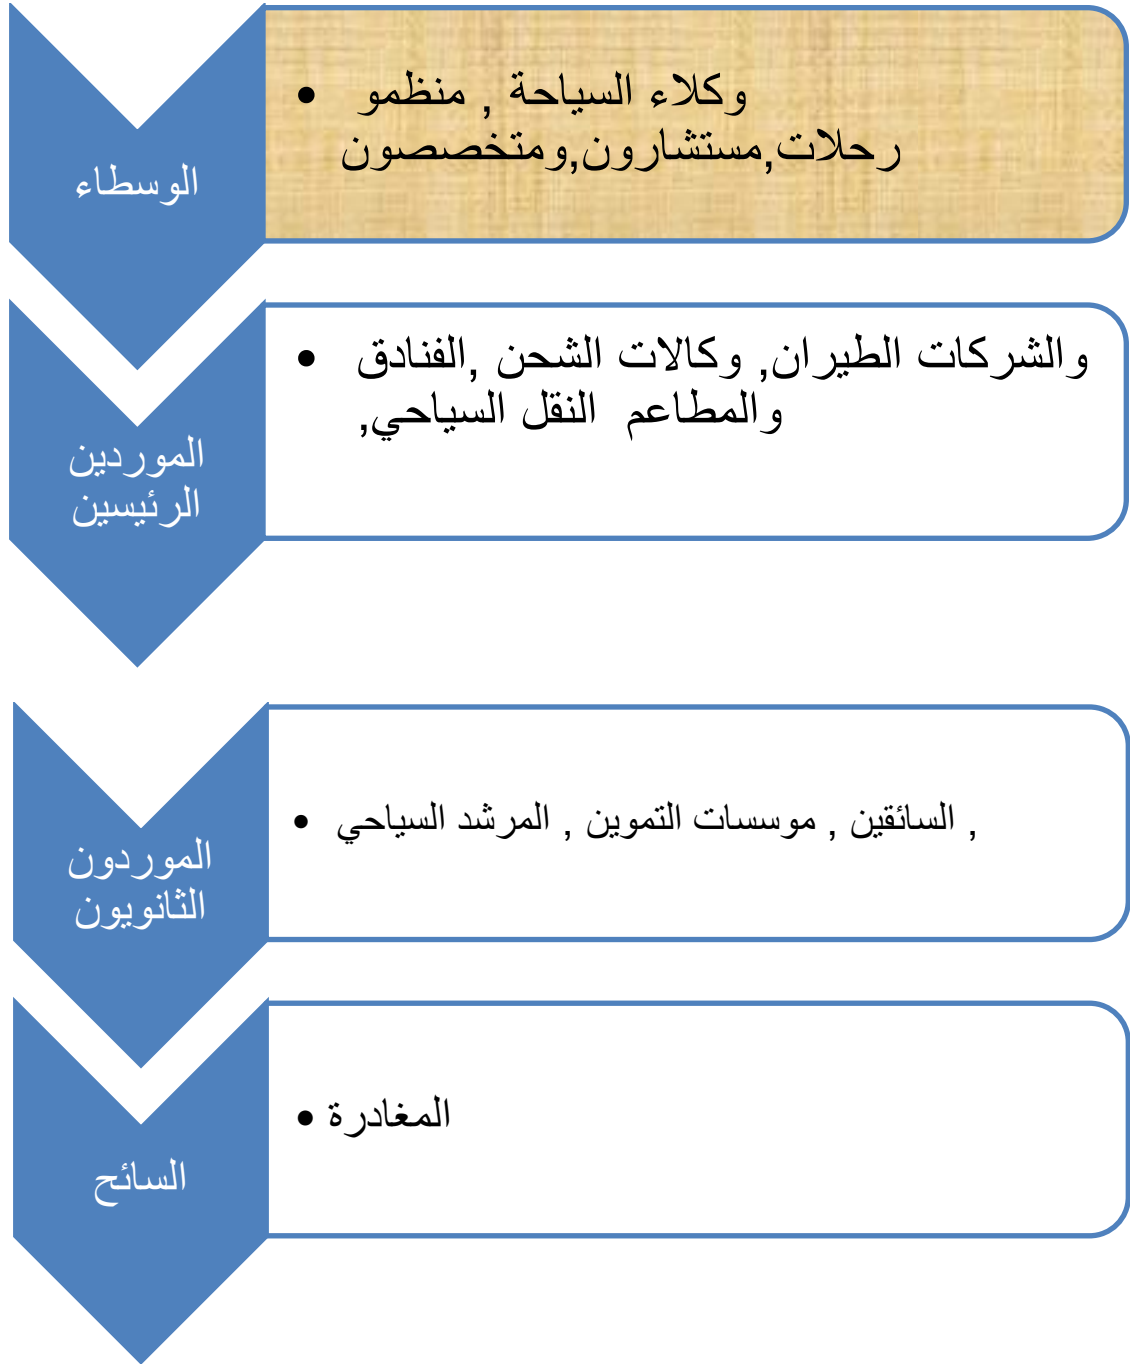 الوسطاء
• وكلاء السياحة , منظمو
رحلات,مستشارون,ومتخصصون
الموردين
الرئيسين
• والشركات الطيران, وكالات الشحن ,الفنادق
والمطاعم النقل السياحي,
الموردون
الثانويون
• المرشد السياحي , موسسات التموين , السائقين ,
السائح
• المغادرة